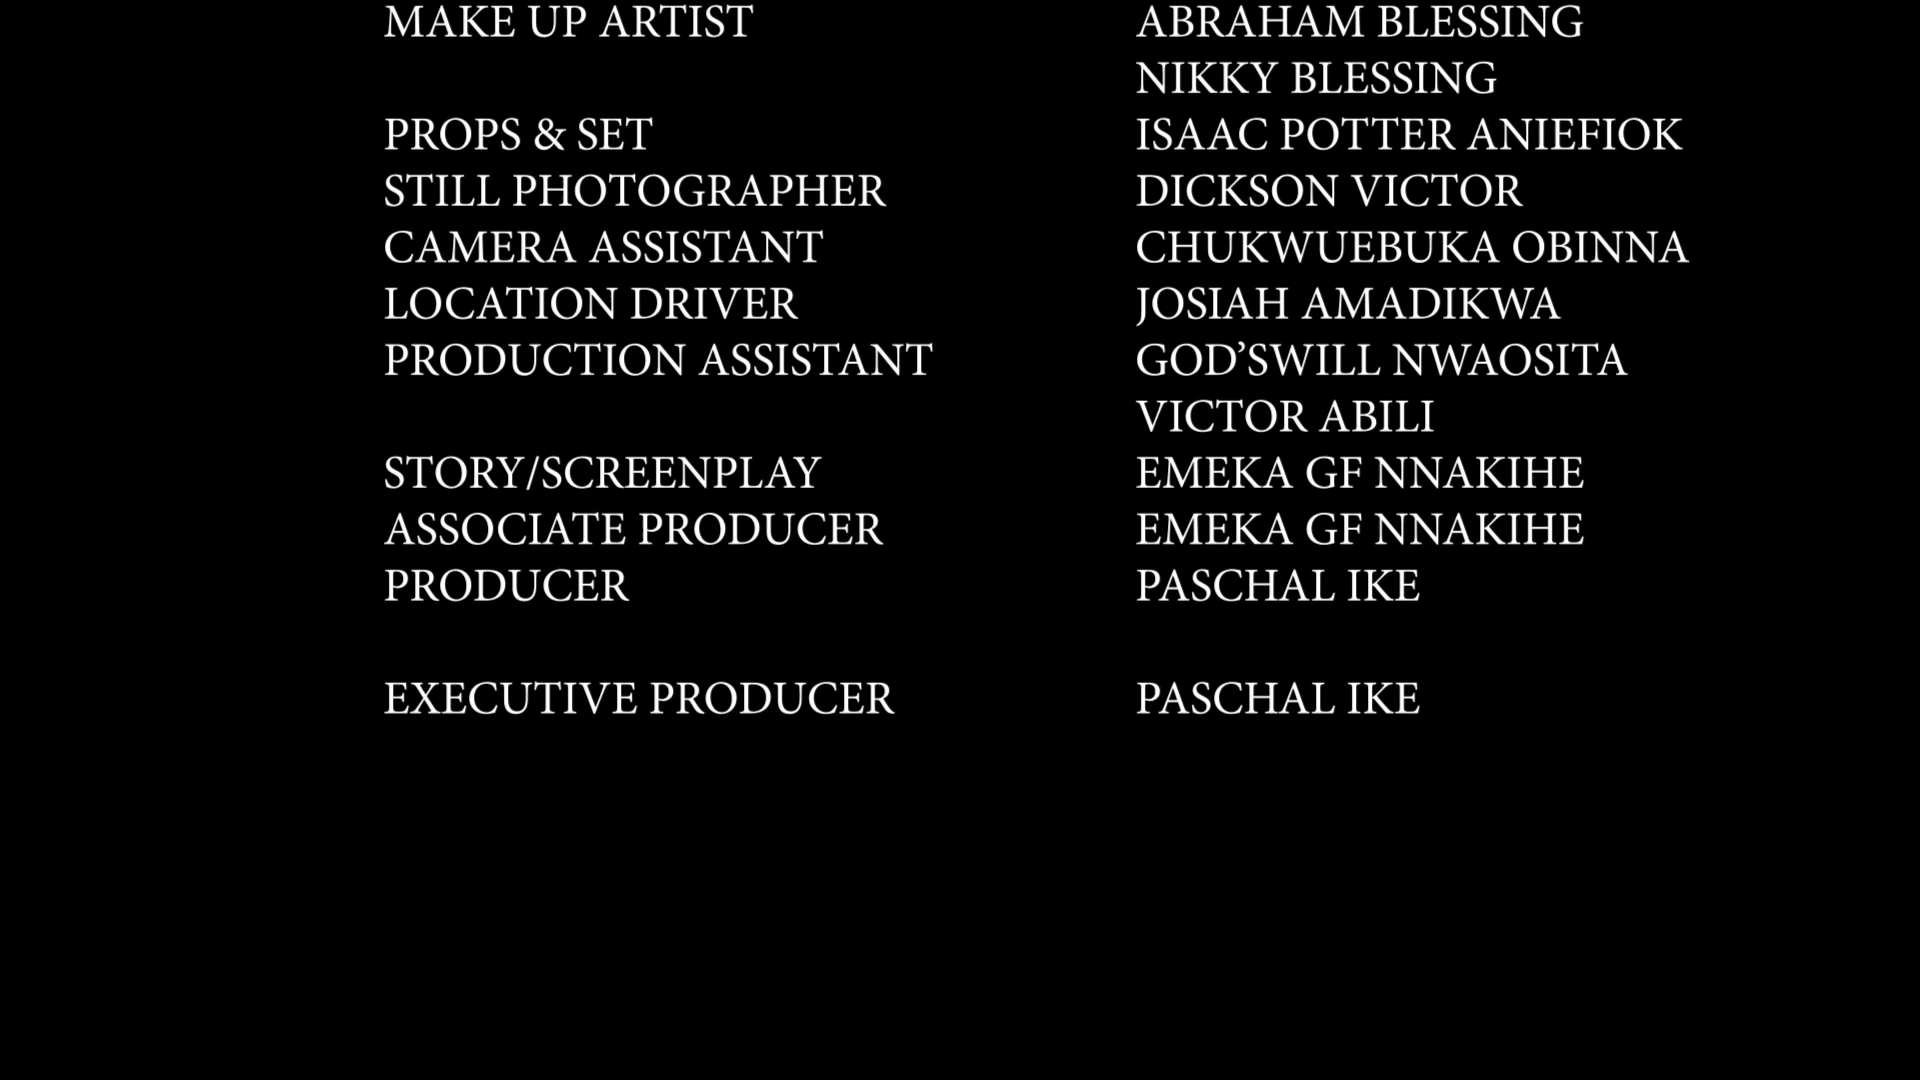 MAKE UP ARTIST ABRAHAM BLESSING
NIKKY BLESSING
PROPS & SET ISAAC POTTER ANIEFIOK
STILL PHOTOGRAPHER DICKSON VICTOR
CAMERA ASSISTANT CHUKWUEBUKA OBINNA
LOCATION DRIVER JOSIAH AMADIKWA
PRODUCTION ASSISTANT GOD’SWILL NWAOSITA
VICTOR ABILI
STORY/SCREENPLAY EMEKA GF NNAKIHE
ASSOCIATE PRODUCER EMEKA GF NNAKIHE
PRODUCER PASCHAL IKE
EXECUTIVE PRODUCER PASCHAL IKE